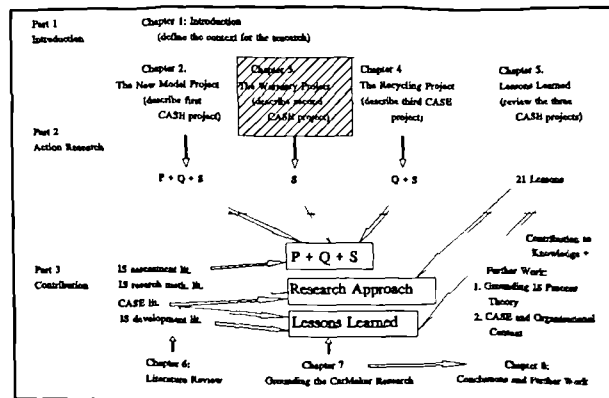 Part 1
Introduction
Chapter 1: Introduction
(define the context for the research)
Chapter 2.
The New Model Project
(describe first
CASE project)
Chapter 3.
The Warranty Project
(describe second
CASE project)
Chapter 4
The Recycling Project
(describe third CASE
project)
Chapter 5.
Lessons Learned
(review the three
CASE projects)
Part 2
Action Research
P + Q + S
S
Q + S
21 Lessons
P + Q + S
Research Approach
Lessons Learned
Part 3
Contribution
IS assessment lit.
IS research meth. lit.
CASE lit.
IS development lit.
Contribution to
Knowledge +
Further Work:
1. Grounding IS Process
Theory
2. CASE and Organisational
Context
Chapter 6:
Literature Review
Chapter 7
Grounding the CarMaker Research
Chapter 8:
Conclusions and Further Work